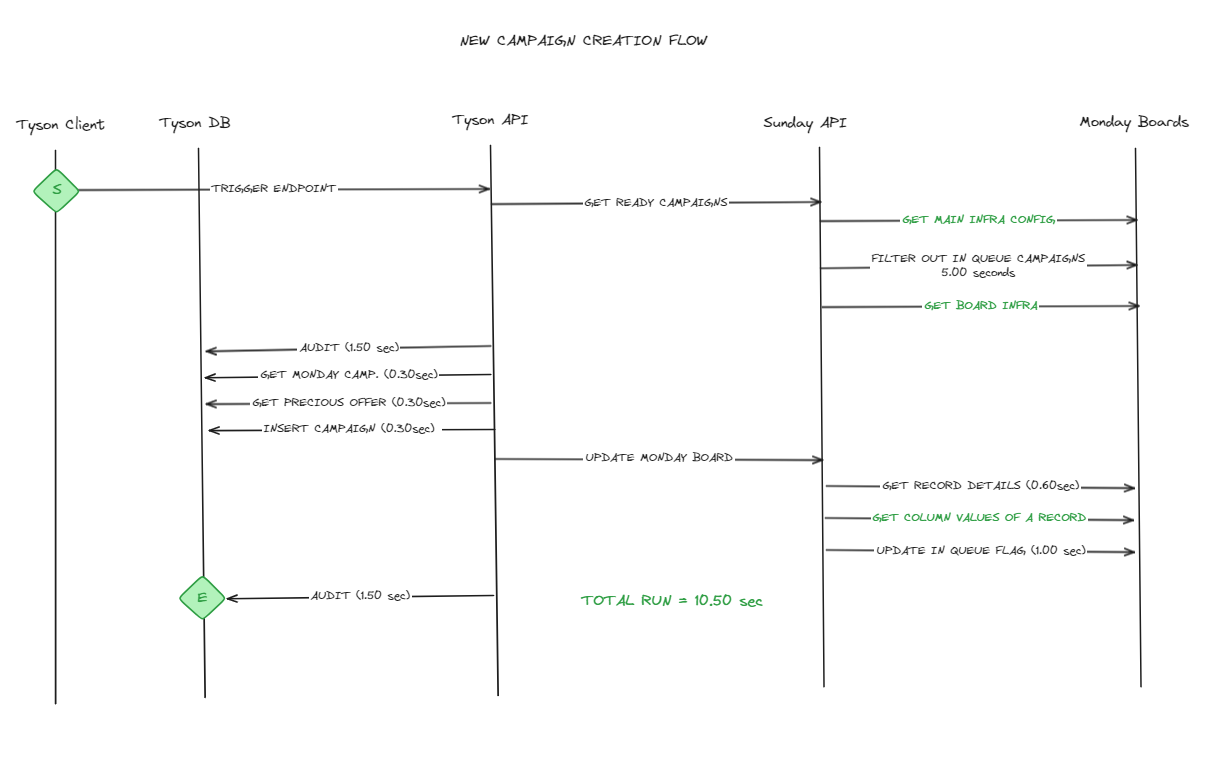 NEW CAMPAIGN CREATION FLOW
Tyson Client
Tyson DB
Tyson API
Sunday API
Monday Boards
S
TRIGGER ENDPOINT
GET READY CAMPAIGNS
GET MAIN INFRA CONFIG
FILTER OUT IN QUEUE CAMPAIGNS
5.00 seconds
GET BOARD INFRA
AUDIT (1.50 sec)
GET MONDAY CAMP. (0.30sec)
GET PRECIOUS OFFER (0.30sec)
INSERT CAMPAIGN (0.30sec)
UPDATE MONDAY BOARD
GET RECORD DETAILS (0.60sec)
GET COLUMN VALUES OF A RECORD
UPDATE IN QUEUE FLAG (1.00 sec)
E
AUDIT (1.50 sec)
TOTAL RUN = 10.50 sec